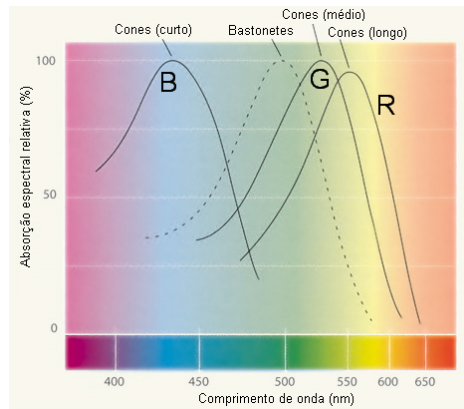 Cones (médio)
Cones (curto)
Bastonetes
Cones (longo)
100
B
G
R
50
0
Absorção espectral relativa (%)
400
450
500
550
600
650
Comprimento de onda (nm)